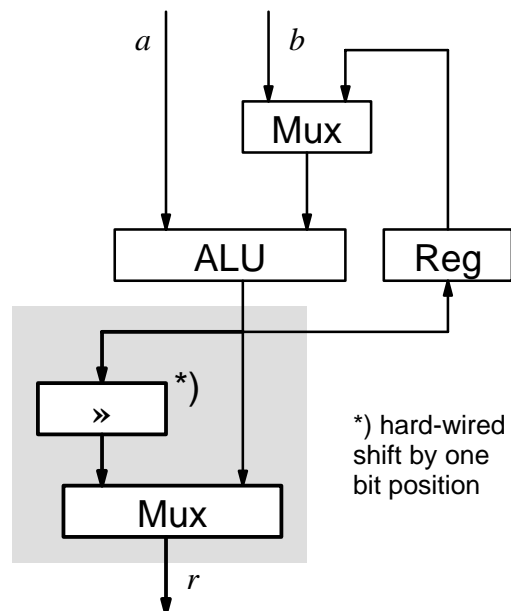 a
b
Mux
ALU
Reg
*)
»
*) hard-wired
shift by one
bit position
Mux
r